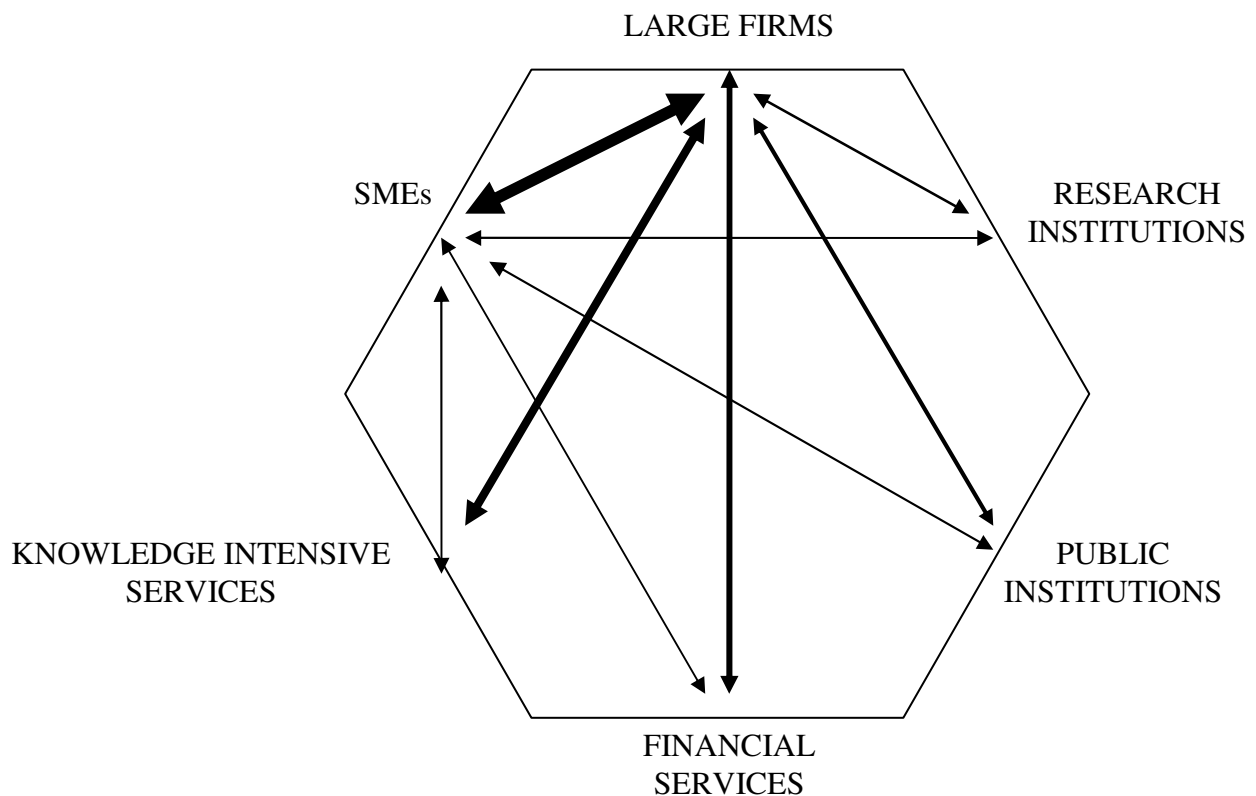 LARGE FIRMS
SMEs
RESEARCH
INSTITUTIONS
KNOWLEDGE INTENSIVE
SERVICES
PUBLIC
INSTITUTIONS
FINANCIAL
SERVICES